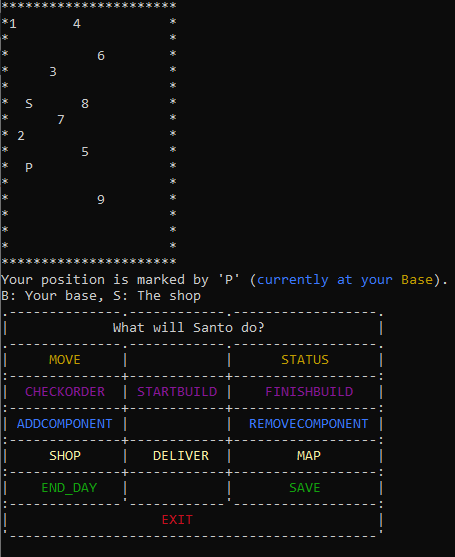 **********************
*1       4           *
*                    *
*           6        *
*     3              *
*                    *
*  S      8          *
*      7             *
* 2                  *
*         5          *
*  P                 *
*                    *
*           9        *
*                    *
*                    *
*                    *
**********************
Your position is marked by 'P' (currently at your Base).
B: Your base, S: The shop
.--------------.------------.------------------.
|             What will Santo do?              |
.--------------.------------.------------------.
|     MOVE     |            |      STATUS      |
:--------------+------------+------------------:
|  CHECKORDER  | STARTBUILD |    FINISHBUILD   |
:--------------+------------+------------------:
| ADDCOMPONENT |            |  REMOVECOMPONENT |
:--------------+------------+------------------:
|     SHOP     |   DELIVER  |        MAP       |
:--------------+------------+------------------:
|    END_DAY   |            |       SAVE       |
:--------------'------------'------------------:
|                   EXIT                       |
'----------------------------------------------'